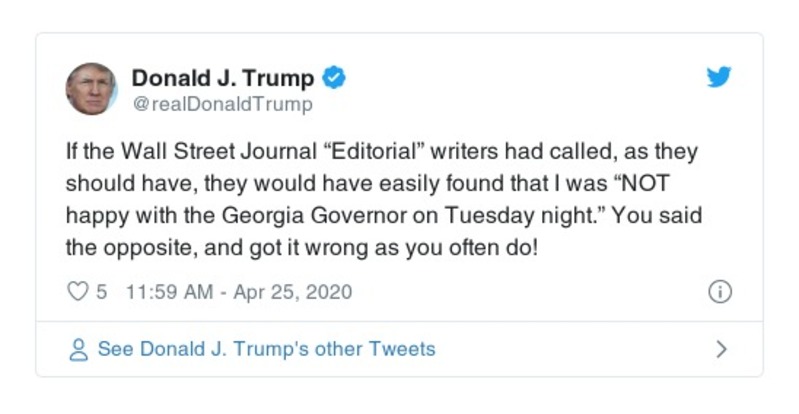 Donald J. Trump
@realDonaldTrump
If the Wall Street Journal “Editorial” writers had called, as they
should have, they would have easily found that I was “NOT
happy with the Georgia Governor on Tuesday night.” You said
the opposite, and got it wrong as you often do!
5 11:59 AM - Apr 25, 2020
See Donald J. Trump's other Tweets